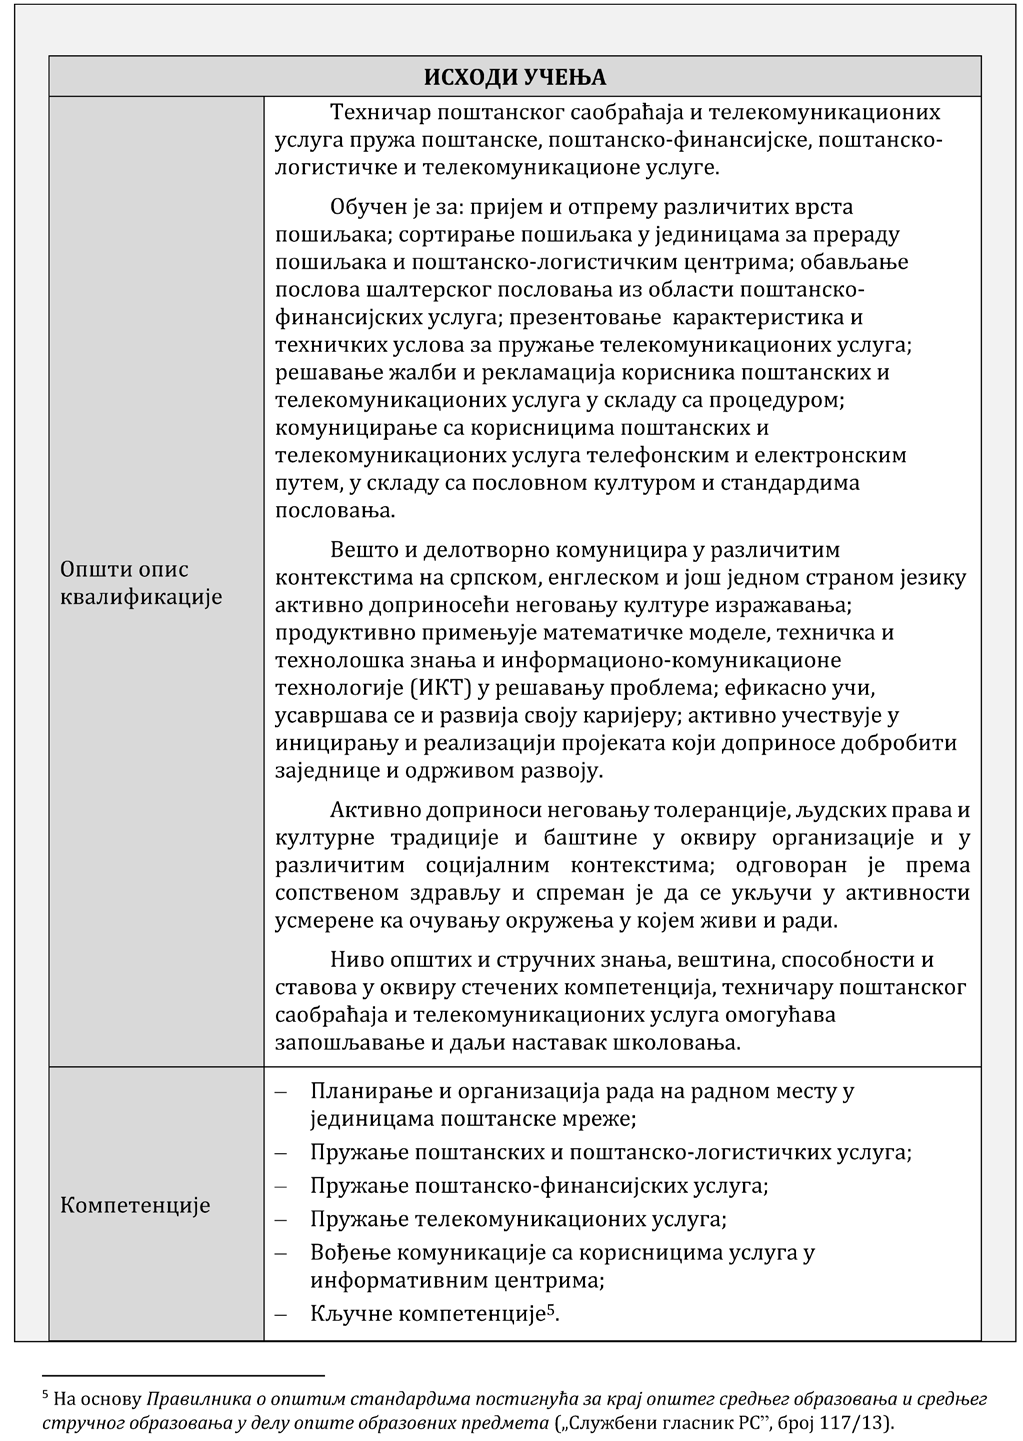 ИСХОДИ УЧЕЊА
Општи опис
квалификације
Техничар поштанског саобраћаја и телекомуникационих
услуга пружа поштанске, поштанско-финансијске, поштанско-
логистичке и телекомуникационе услуге.
Обучен је за: пријем и отпрему различитих врста
пошиљака; сортирање пошиљака у јединицама за прераду
пошиљака и поштанско-логистичким центрима; обављање
послова шалтерског пословања из области поштанско-
финансијских услуга; презентовање карактеристика и
техничких услова за пружање телекомуникационих услуга;
решавање жалби и рекламација корисника поштанских и
телекомуникационих услуга у складу са процедуром;
комуницирање са корисницима поштанских и
телекомуникационих услуга телефонским и електронским
путем, у складу са пословном културом и стандардима
пословања.
Вешто и делотворно комуницира у различитим
контекстима на српском, енглеском и још једном страном језику
активно доприносећи неговању културе изражавања;
продуктивно примењује математичке моделе, техничка и
технолошка знања и информационо-комуникационе
технологије (ИКТ) у решавању проблема; ефикасно учи,
усавршава се и развија своју каријеру; активно учествује у
иницирању и реализацији пројеката који доприносе добробити
заједнице и одрживом развоју.
Активно доприноси неговању толеранције, људских права и
културне традиције и баштине у оквиру организације и у
различитим социјалним контекстима; одговоран је према
сопственом здрављу и спреман је да се укључи у активности
усмерене ка очувању окружења у којем живи и ради.
Ниво општих и стручних знања, вештина, способности и
ставова у оквиру стечених компетенција, техничару поштанског
саобраћаја и телекомуникационих услуга омогућава
запошљавање и даљи наставак школовања.
Компетенције
– Планирање и организација рада на радном месту у
јединицама поштанске мреже;
– Пружање поштанских и поштанско-логистичких услуга;
– Пружање поштанско-финансијских услуга;
– Пружање телекомуникационих услуга;
– Вођење комуникације са корисницима услуга у
информативним центрима;
– Кључне компетенције⁵.
⁵ На основу Правилника о општим стандардима постигнућа за крај општег средњег образовања и средњег
стручног образовања у делу опште образовних предмета („Службени гласник РС”, број 117/13).